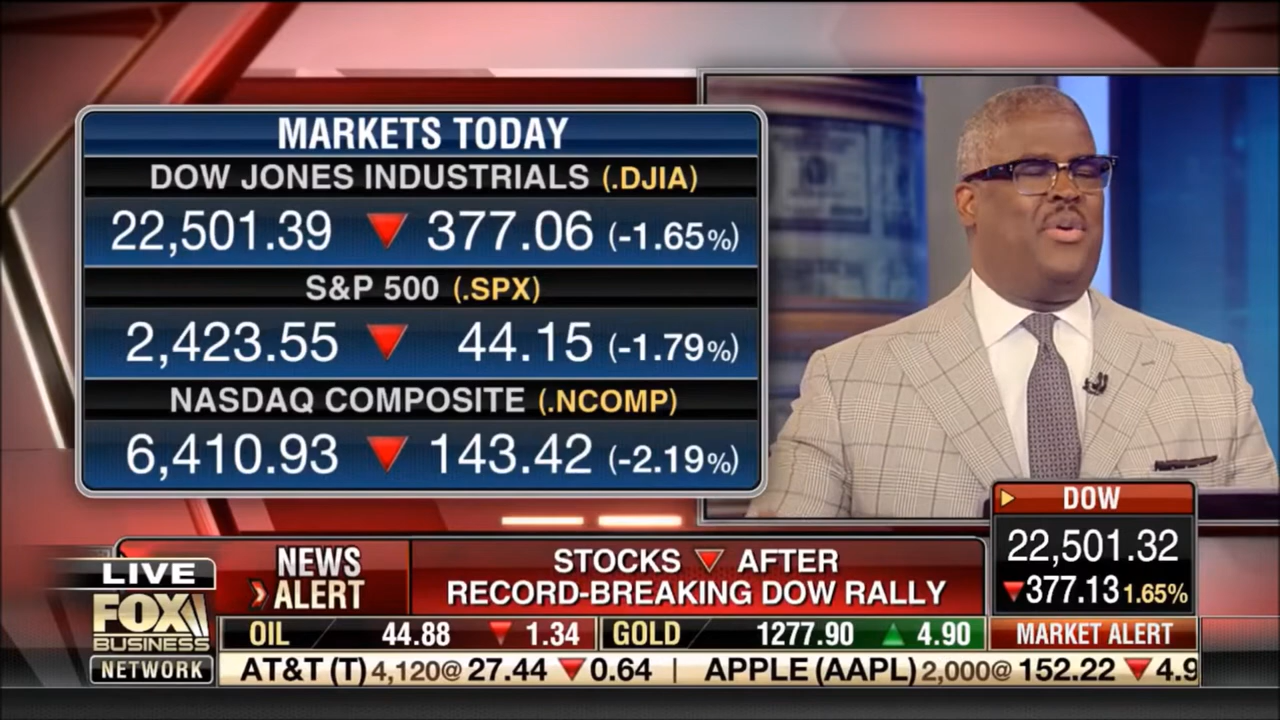 MARKETS TODAY
DOW JONES INDUSTRIALS (.DJIA)
22,501.39 ▼ 377.06 (-1.65%)
S&P 500 (.SPX)
2,423.55 ▼ 44.15 (-1.79%)
NASDAQ COMPOSITE (.NCOMP)
6,410.93 ▼ 143.42 (-2.19%)
DOW
22,501.32
▼377.13 1.65%
MARKET ALERT
LIVE
FOX
BUSINESS
NETWORK
NEWS
ALERT
STOCKS ▼ AFTER
RECORD-BREAKING DOW RALLY
OIL 44.88 ▼ 1.34 GOLD 1277.90 ▲ 4.90
AT&T (T) 4,120@ 27.44 ▼0.64 | APPLE (AAPL) 2,000@ 152.22 ▼4.9